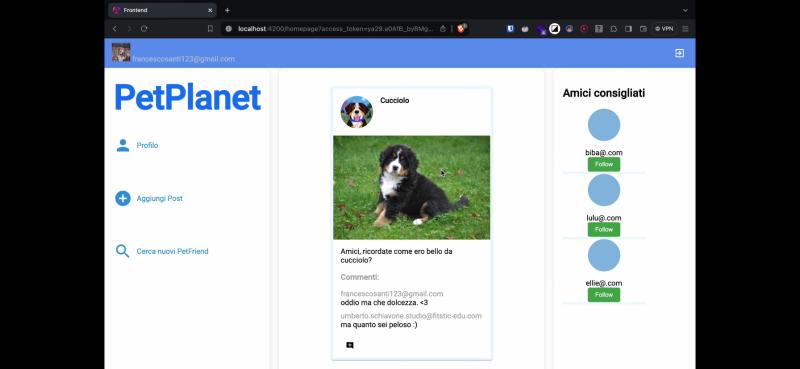 Frontend
localhost:4200/homepage?access_token=ya29.a0AfB_byBMg...
VPN
francescosanti123@gmail.com
PetPlanet
Profilo
Aggiungi Post
Cerca nuovi PetFriend
Cucciolo
Amici, ricordate come ero bello da
cucciolo?
Commenti:
francescosanti123@gmail.com
oddio ma che dolcezza. <3
umberto.schiavone.studio@fitstic-edu.com
ma quanto sei peloso :)
Amici consigliati
biba@.com
Follow
lulu@.com
Follow
ellie@.com
Follow